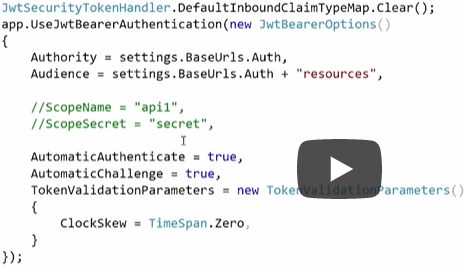 JwtSecurityTokenHandler.DefaultInboundClaimTypeMap.Clear();
app.UseJwtBearerAuthentication(new JwtBearerOptions()
{
    Authority = settings.BaseUrls.Auth,
    Audience = settings.BaseUrls.Auth + "resources",
    //ScopeName = "api1",
    //ScopeSecret = "secret",
    AutomaticAuthenticate = true,
    AutomaticChallenge = true,
    TokenValidationParameters = new TokenValidationParameters()
    {
        ClockSkew = TimeSpan.Zero,
    }
});